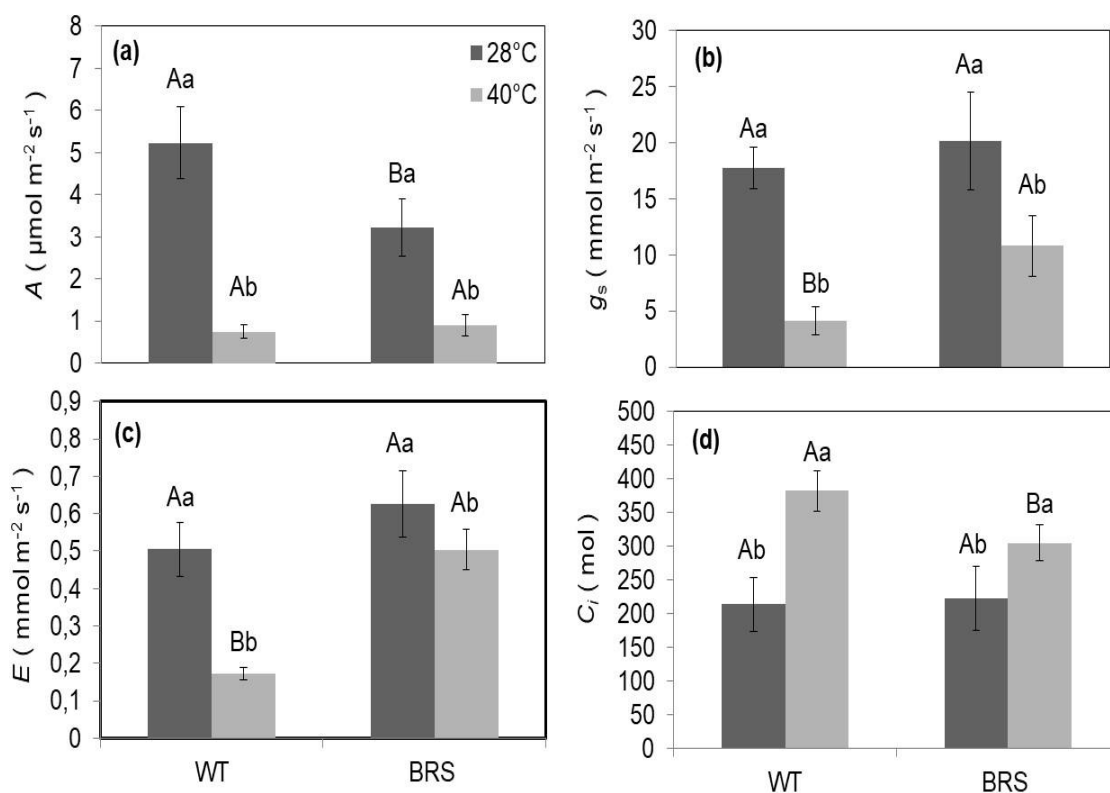 (a)
28°C
40°C
A ( µmol m⁻² s⁻¹ )
8
7
6
5
4
3
2
1
0
Aa
Ab
Ba
Ab
(b)
gₛ ( mmol m⁻² s⁻¹ )
30
25
20
15
10
5
0
Aa
Bb
Aa
Ab
(c)
E ( mmol m⁻² s⁻¹ )
0,9
0,8
0,7
0,6
0,5
0,4
0,3
0,2
0,1
0
Aa
Bb
Aa
Ab
WT
BRS
(d)
Cᵢ ( mol )
500
450
400
350
300
250
200
150
100
50
0
Ab
Aa
Ab
Ba
WT
BRS